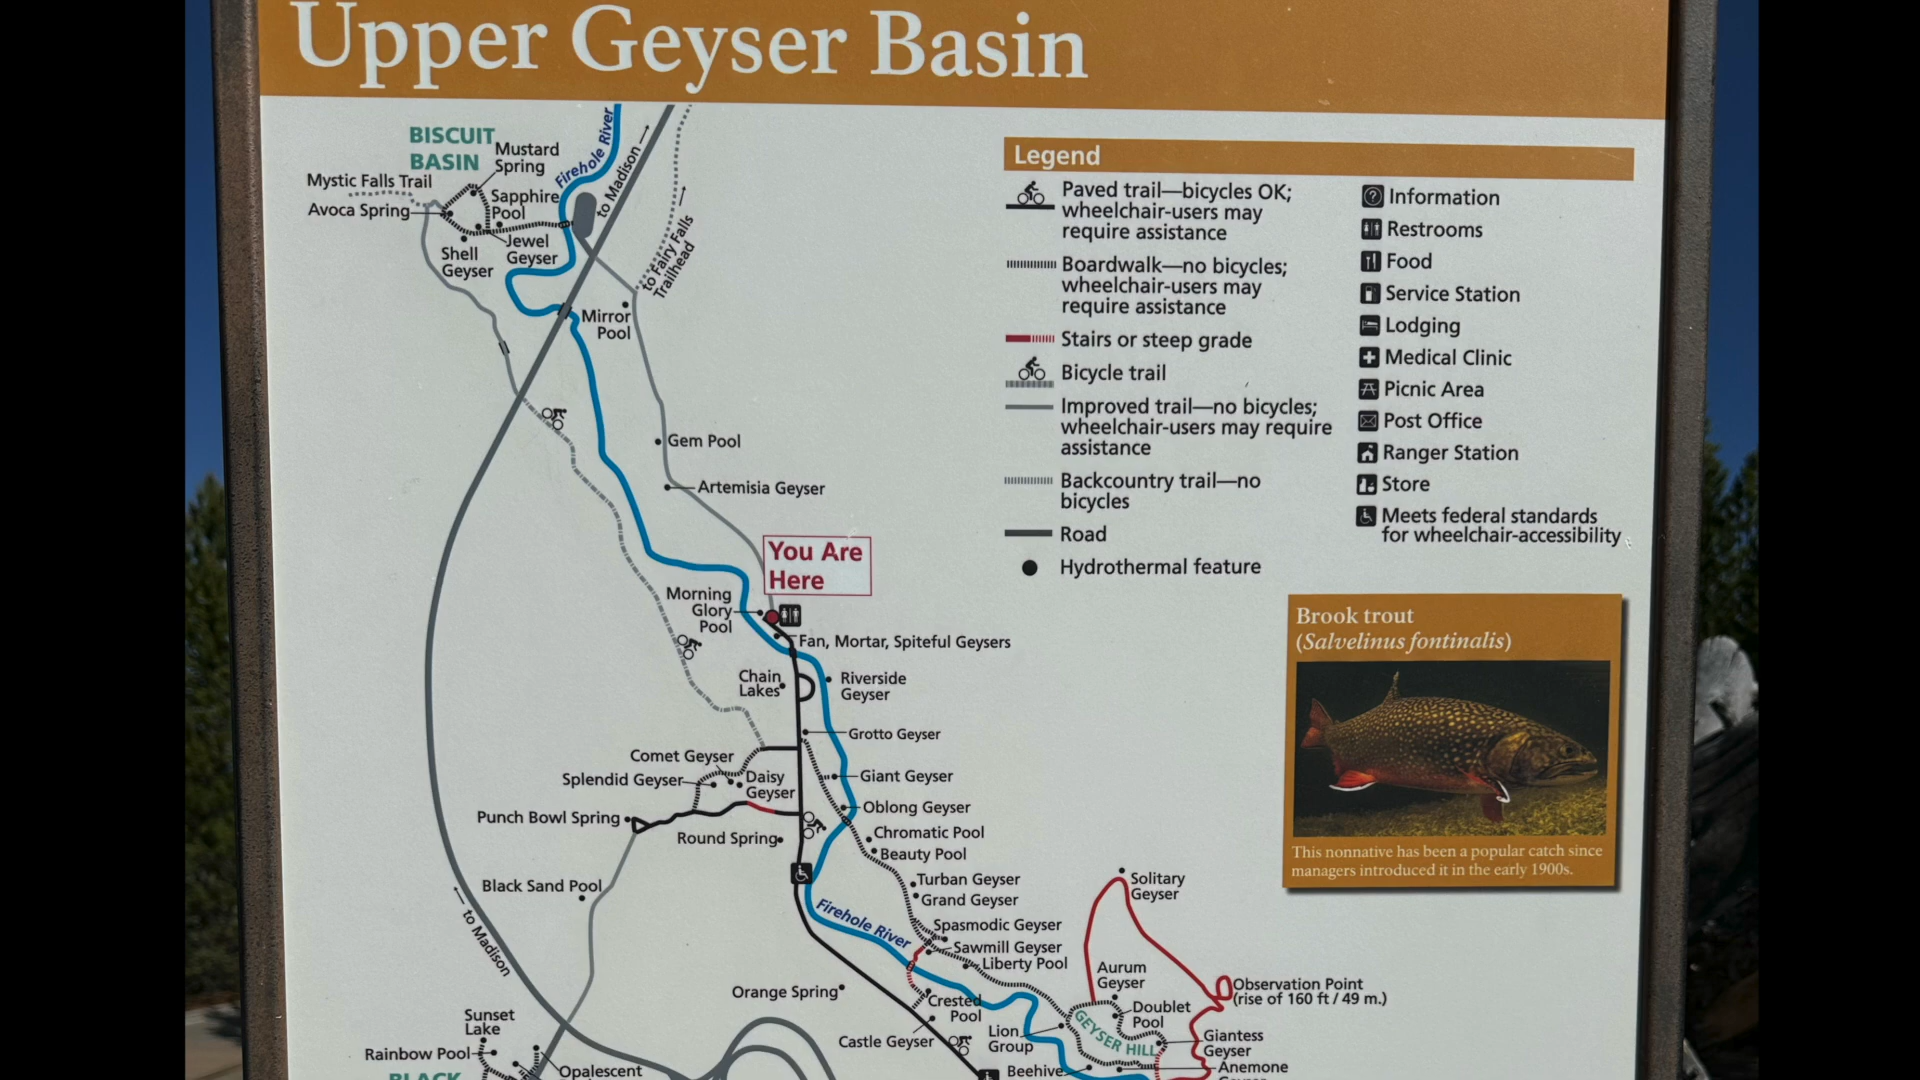 Upper Geyser Basin
BISCUIT
BASIN
Mustard
Spring
Firehole River
to Madison
Mystic Falls Trail
Sapphire
Pool
Avoca Spring
Jewel
Geyser
Shell
Geyser
to Fairy Falls
Trailhead
Mirror
Pool
Gem Pool
Artemisia Geyser
You Are
Here
Morning
Glory
Pool
Fan, Mortar, Spiteful Geysers
Chain
Lakes
Riverside
Geyser
Grotto Geyser
Comet Geyser
Splendid Geyser
Daisy
Geyser
Giant Geyser
Oblong Geyser
Punch Bowl Spring
Round Spring
Chromatic Pool
Beauty Pool
Black Sand Pool
Turban Geyser
Grand Geyser
Solitary
Geyser
Firehole River
Spasmodic Geyser
Sawmill Geyser
Liberty Pool
to Madison
Aurum
Geyser
Observation Point
(rise of 160 ft / 49 m.)
Orange Spring
Crested
Pool
Doublet
Pool
Castle Geyser
Lion
Group
GEYSER HILL
Giantess
Geyser
Sunset
Lake
Rainbow Pool
Opalescent
Beehive
Anemone
BLACK
Legend
Paved trail—bicycles OK;
wheelchair-users may
require assistance
Boardwalk—no bicycles;
wheelchair-users may
require assistance
Stairs or steep grade
Bicycle trail
Improved trail—no bicycles;
wheelchair-users may require
assistance
Backcountry trail—no
bicycles
Road
Hydrothermal feature
Information
Restrooms
Food
Service Station
Lodging
Medical Clinic
Picnic Area
Post Office
Ranger Station
Store
Meets federal standards
for wheelchair-accessibility
Brook trout
(Salvelinus fontinalis)
This nonnative has been a popular catch since
managers introduced it in the early 1900s.